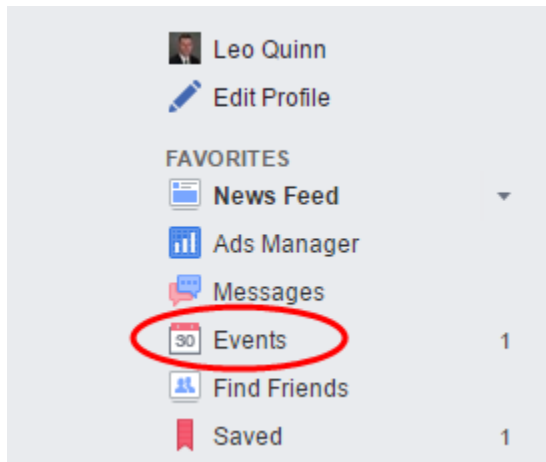 Leo Quinn
Edit Profile
FAVORITES
News Feed
Ads Manager
Messages
30 Events 1
Find Friends
Saved 1